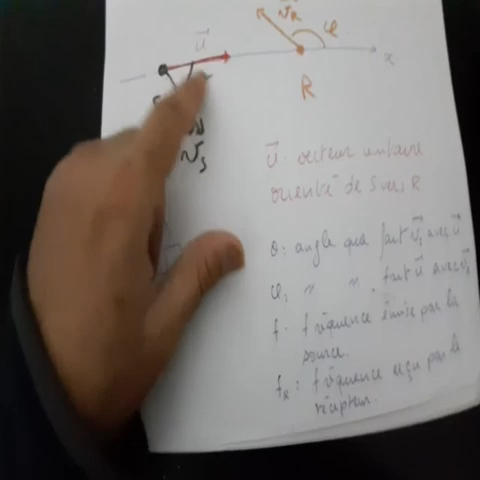 v⃗R
φ
u⃗
x
R
v⃗s
u⃗: vecteur unitaire
orienté de S vers R
θ: angle que fait v⃗s avec u⃗
φ: " " fait u⃗ avec
f: fréquence émise par la
source.
fR: fréquence reçu par le
récepteur.